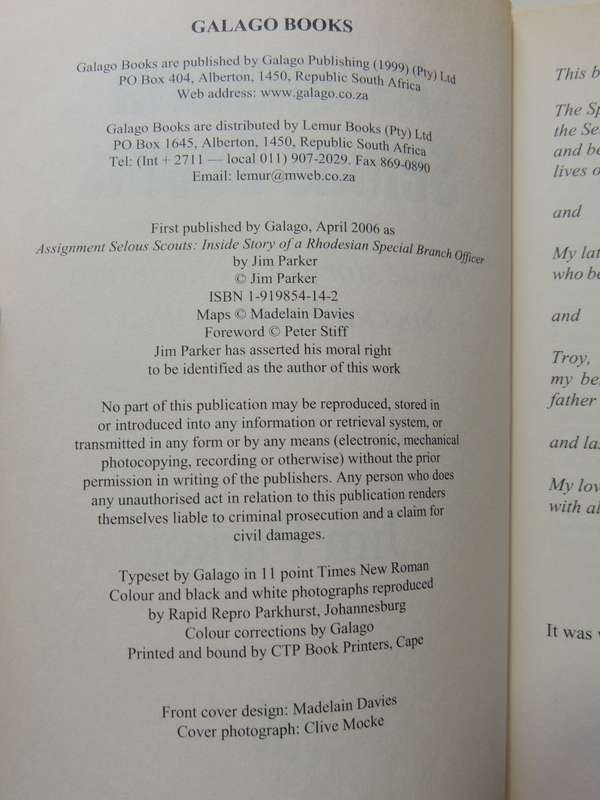 GALAGO BOOKS
Galago Books are published by Galago Publishing (1999) (Pty) Ltd
PO Box 404, Alberton, 1450, Republic South Africa
Web address: www.galago.co.za
Galago Books are distributed by Lemur Books (Pty) Ltd
PO Box 1645, Alberton, 1450, Republic South Africa
Tel: (Int + 2711 — local 011) 907-2029. Fax 869-0890
Email: lemur@mweb.co.za
First published by Galago, April 2006 as
Assignment Selous Scouts: Inside Story of a Rhodesian Special Branch Officer
by Jim Parker
© Jim Parker
ISBN 1-919854-14-2
Maps © Madelain Davies
Foreword © Peter Stiff
Jim Parker has asserted his moral right
to be identified as the author of this work
No part of this publication may be reproduced, stored in
or introduced into any information or retrieval system, or
transmitted in any form or by any means (electronic, mechanical
photocopying, recording or otherwise) without the prior
permission in writing of the publishers. Any person who does
any unauthorised act in relation to this publication renders
themselves liable to criminal prosecution and a claim for
civil damages.
Typeset by Galago in 11 point Times New Roman
Colour and black and white photographs reproduced
by Rapid Repro Parkhurst, Johannesburg
Colour corrections by Galago
Printed and bound by CTP Book Printers, Cape
Front cover design: Madelain Davies
Cover photograph: Clive Mocke
This b
The Sp
the Se
and be
lives o
and
My lat
who be
and
Troy,
my be
father
and las
My lov
with al
It was